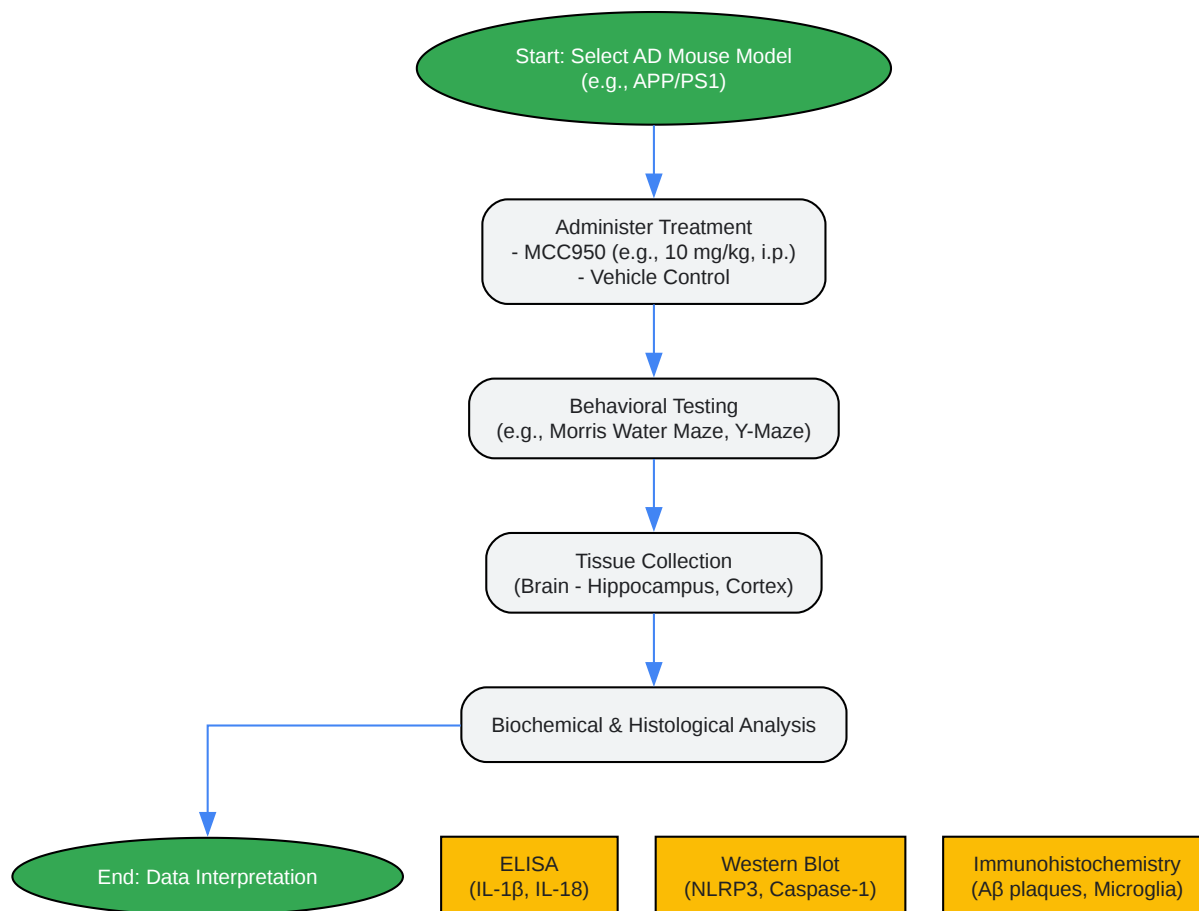 Start: Select AD Mouse Model
(e.g., APP/PS1)
Administer Treatment
- MCC950 (e.g., 10 mg/kg, i.p.)
- Vehicle Control
Behavioral Testing
(e.g., Morris Water Maze, Y-Maze)
Tissue Collection
(Brain - Hippocampus, Cortex)
Biochemical & Histological Analysis
End: Data Interpretation
ELISA
(IL-1β, IL-18)
Western Blot
(NLRP3, Caspase-1)
Immunohistochemistry
(Aβ plaques, Microglia)